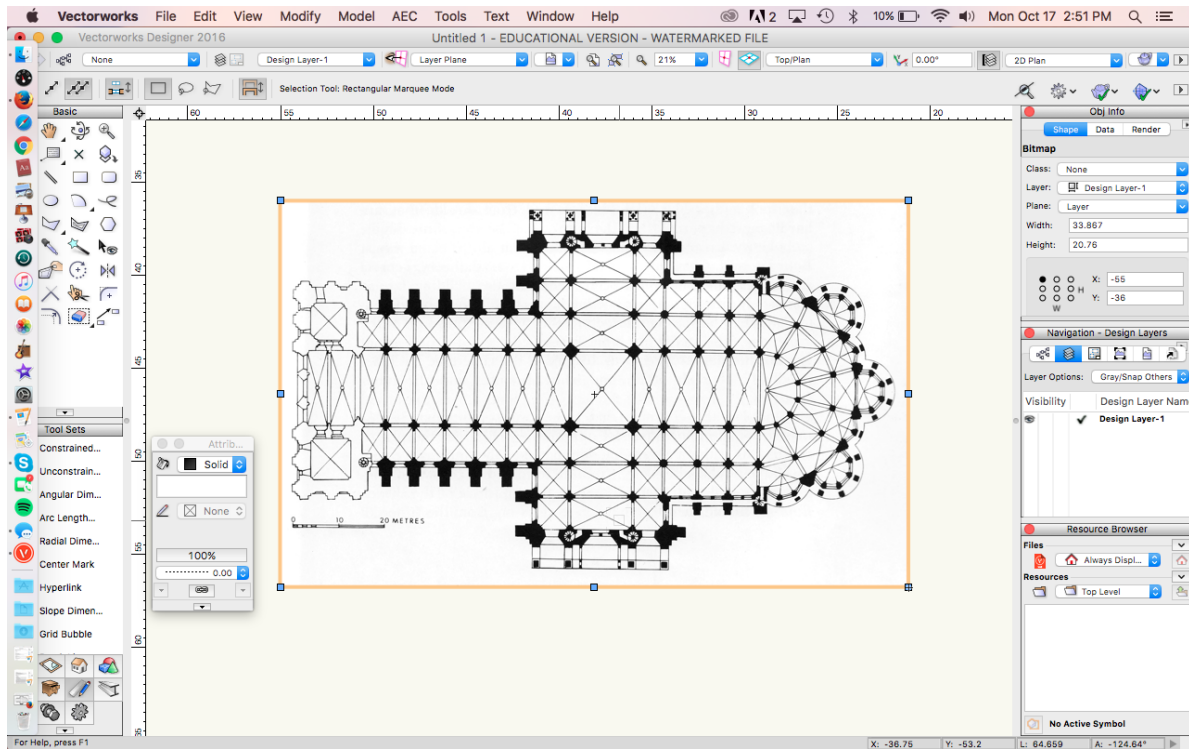 Vectorworks File Edit View Modify Model AEC Tools Text Window Help 2 10% Mon Oct 17 2:51 PM
Vectorworks Designer 2016 Untitled 1 - EDUCATIONAL VERSION - WATERMARKED FILE
None Design Layer-1 Layer Plane 21% Top/Plan 0.00° 2D Plan
Selection Tool: Rectangular Marquee Mode
Basic
60 55 50 45 40 35 30 25 20
35
40
45
50
55
60
65
Tool Sets
Constrained...
Unconstrain...
Angular Dim...
Arc Length...
Radial Dime...
Center Mark
Hyperlink
Slope Dimen...
Grid Bubble
Attrib...
Solid
None
100%
0.00
0 10 20 METRES
Obj Info
Shape Data Render
Bitmap
Class: None
Layer: Design Layer-1
Plane: Layer
Width: 33.867
Height: 20.76
X: -55
H
Y: -36
W
Navigation - Design Layers
Layer Options: Gray/Snap Others
Visibility Design Layer Nam
Design Layer-1
Resource Browser
Files
Always Displ...
Resources
Top Level
No Active Symbol
For Help, press F1
X: -36.75 Y: -53.2 L: 64.659 A: -124.64°